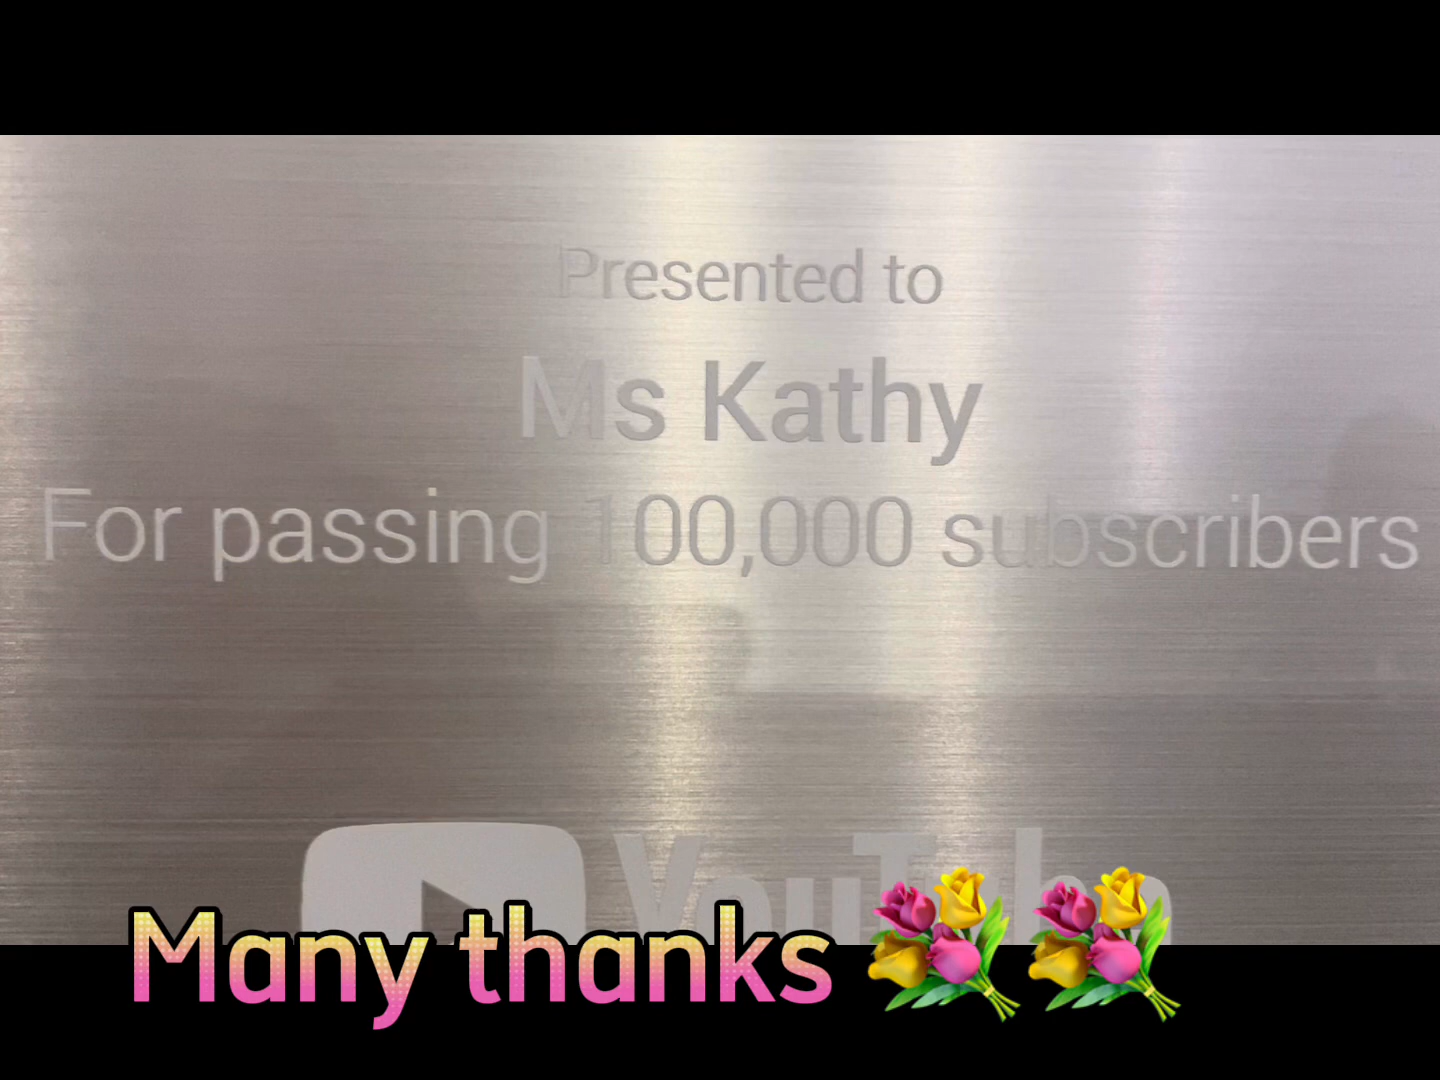 Presented to
Ms Kathy
For passing 100,000 subscribers
YouTube
Many thanks 💐💐